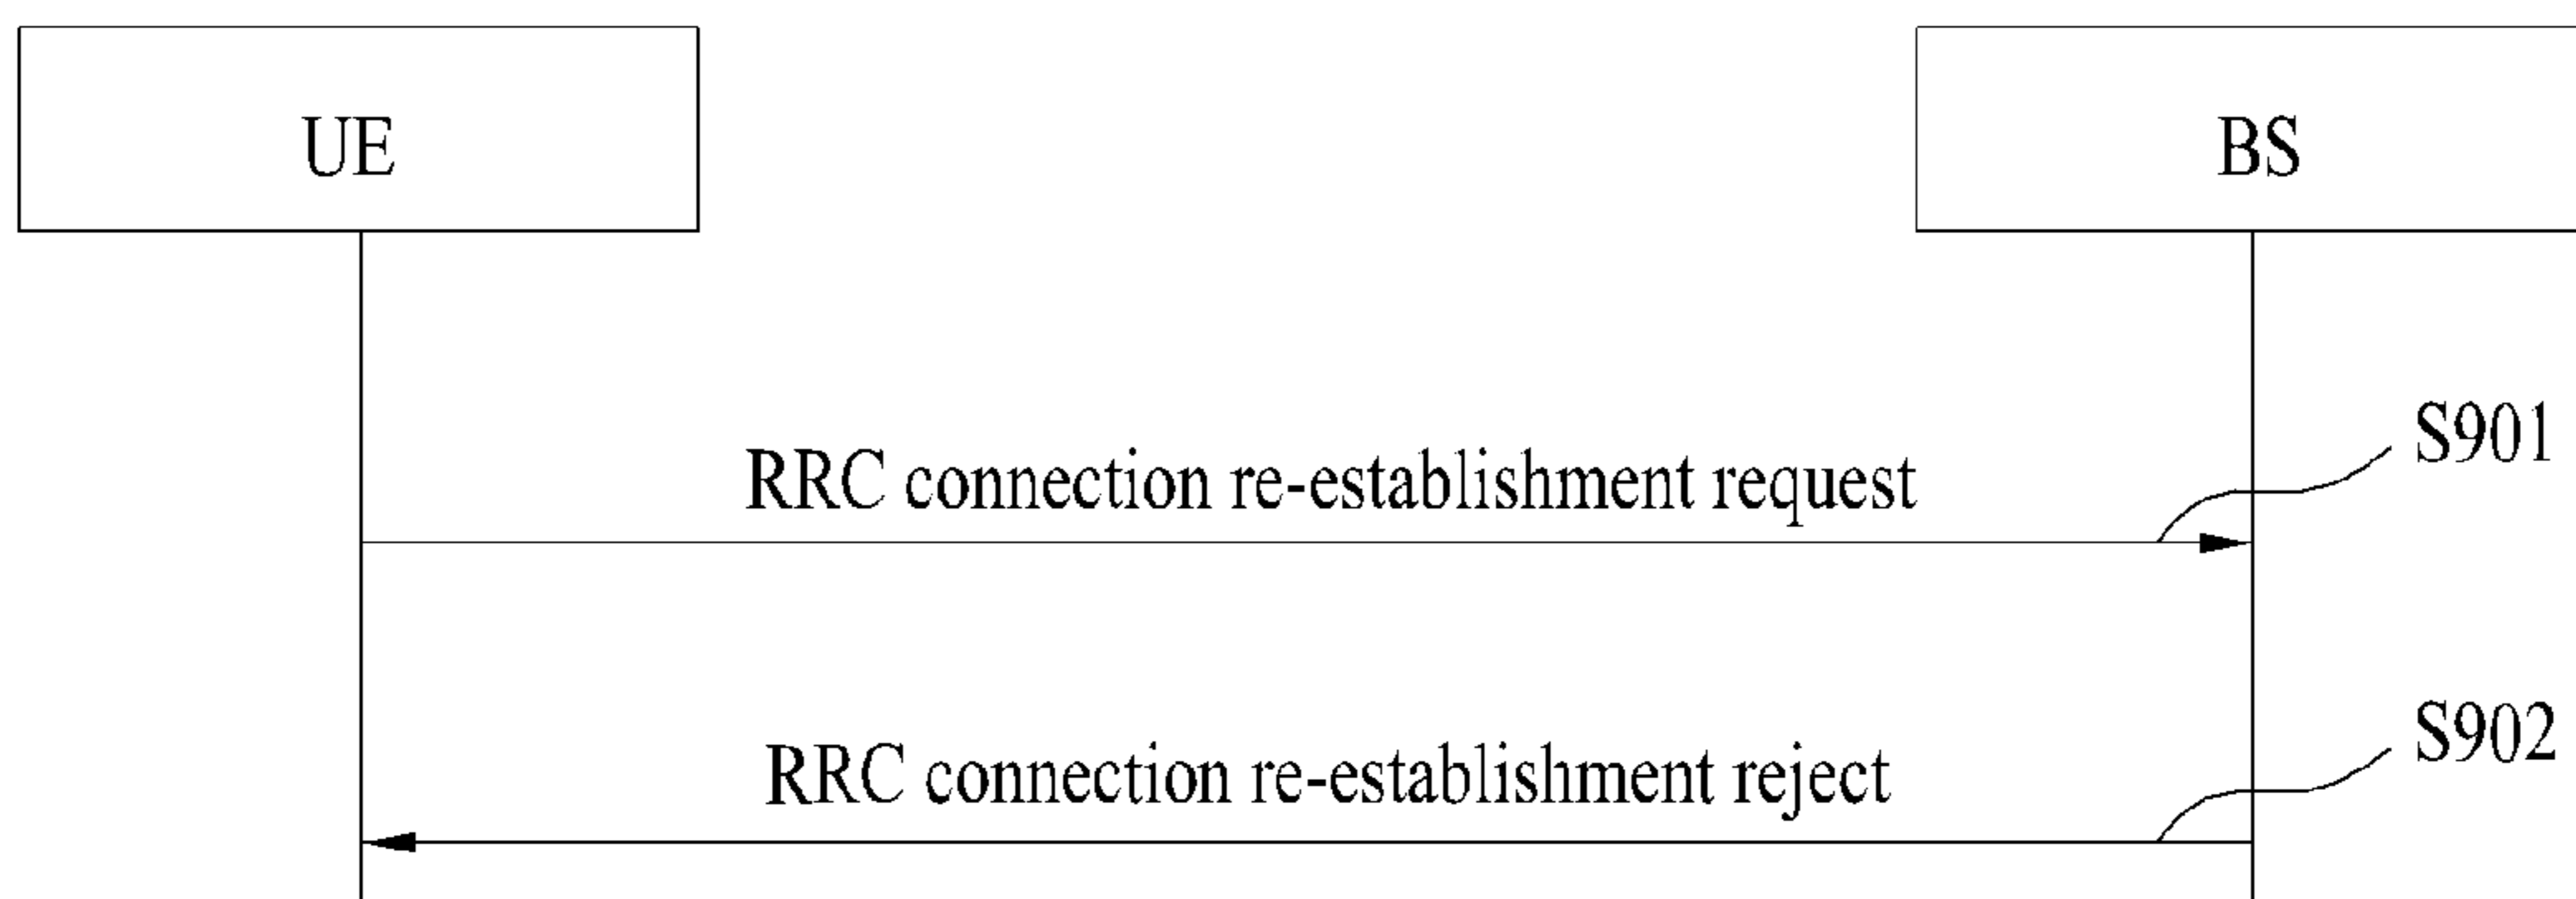 UE
BS
RRC connection re-establishment request
S901
RRC connection re-establishment reject
S902